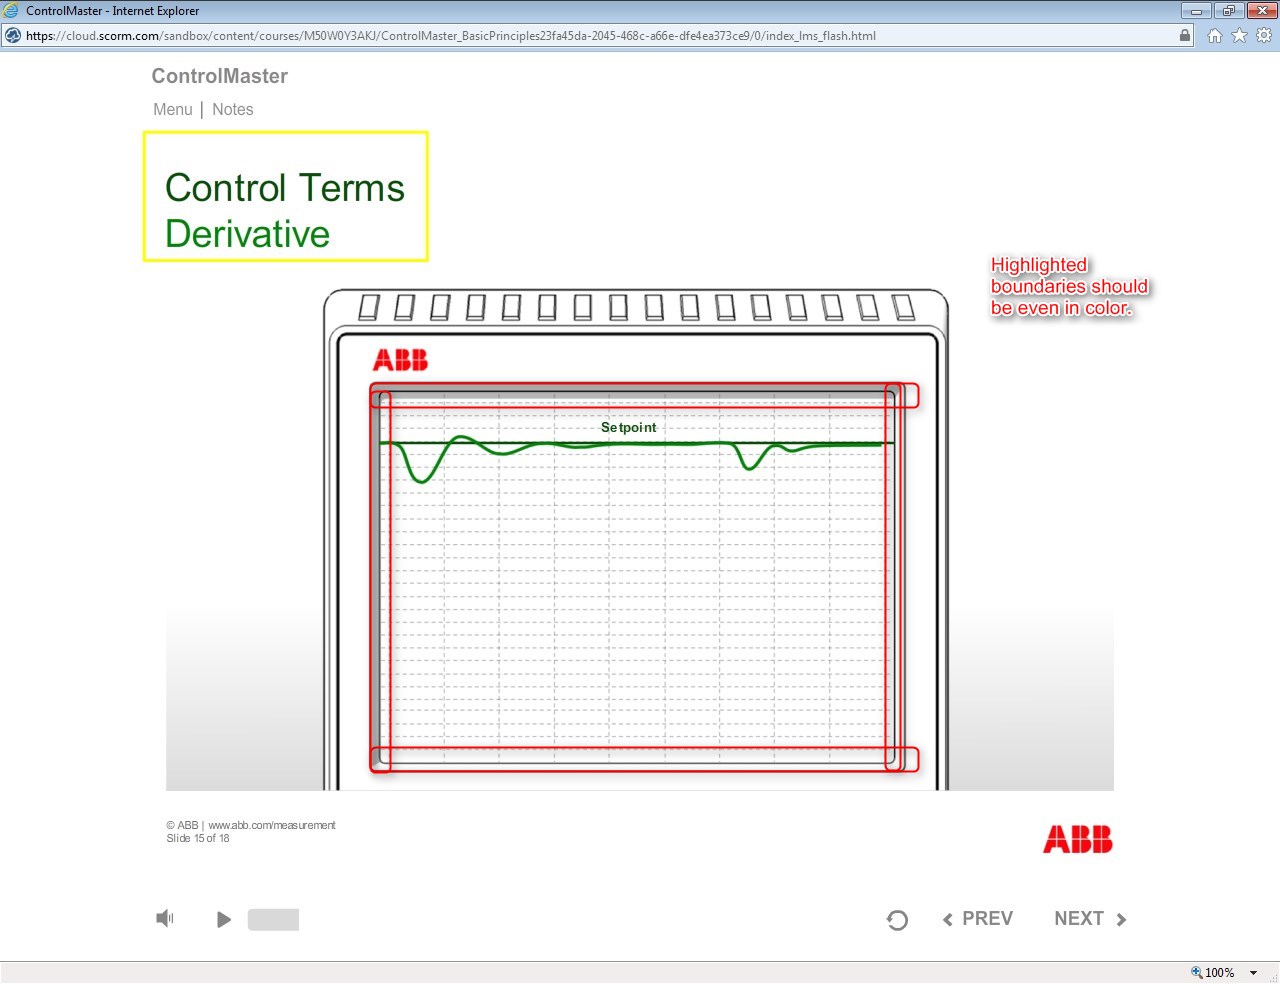 ControlMaster - Internet Explorer
https://cloud.scorm.com/sandbox/content/courses/M50W0Y3AKJ/ControlMaster_BasicPrinciples23fa45da-2045-468c-a66e-dfe4ea373ce9/0/index_lms_flash.html
ControlMaster
Menu | Notes
Control Terms
Derivative
Highlighted
boundaries should
be even in color.
ABB
Setpoint
© ABB | www.abb.com/measurement
Slide 15 of 18
ABB
PREV NEXT
100%